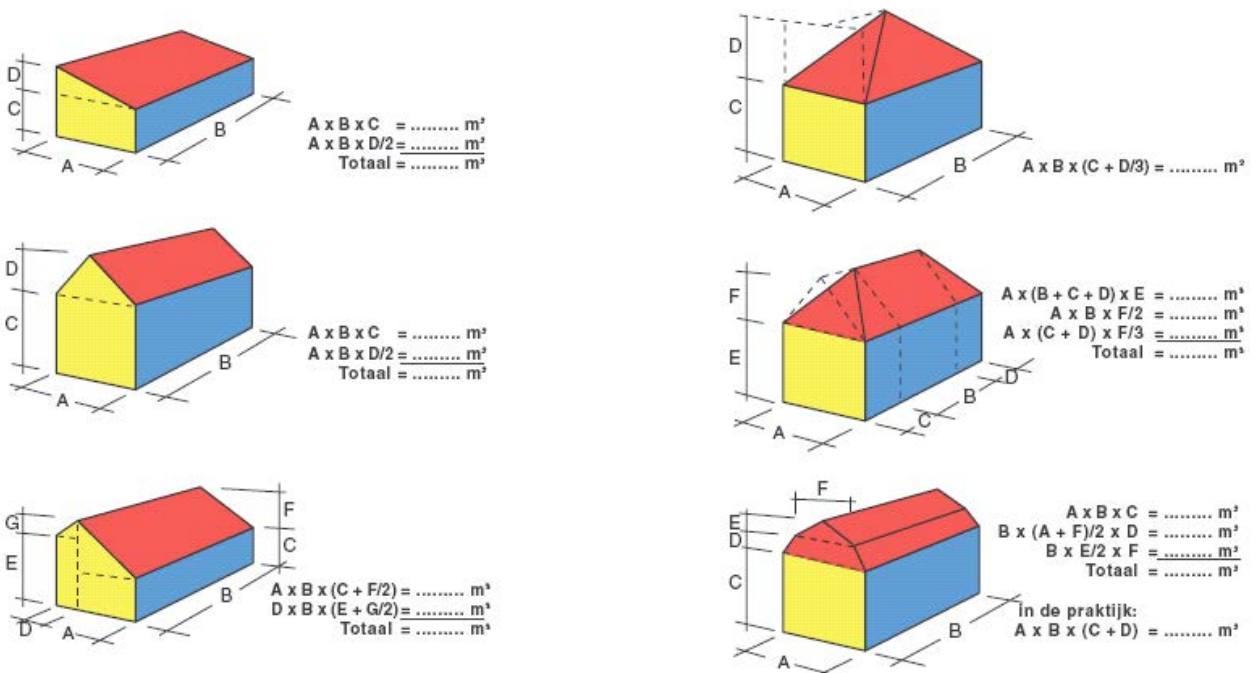 D
C
A
B
A x B x C = ......... m³
A x B x D/2 = ......... m³
Totaal = ......... m³
D
C
A
B
A x B x (C + D/3) = ......... m³
D
C
A
B
A x B x C = ......... m³
A x B x D/2 = ......... m³
Totaal = ......... m³
F
E
A
C
B
D
A x (B + C + D) x E = ......... m³
A x B x F/2 = ......... m³
A x (C + D) x F/3 = ......... m³
Totaal = ......... m³
G
E
D
A
B
F
C
A x B x (C + F/2) = ......... m³
D x B x (E + G/2) = ......... m³
Totaal = ......... m³
F
E
D
C
A
B
A x B x C = ......... m³
B x (A + F)/2 x D = ......... m³
B x E/2 x F = ......... m³
Totaal = ......... m³
In de praktijk:
A x B x (C + D) = ......... m³